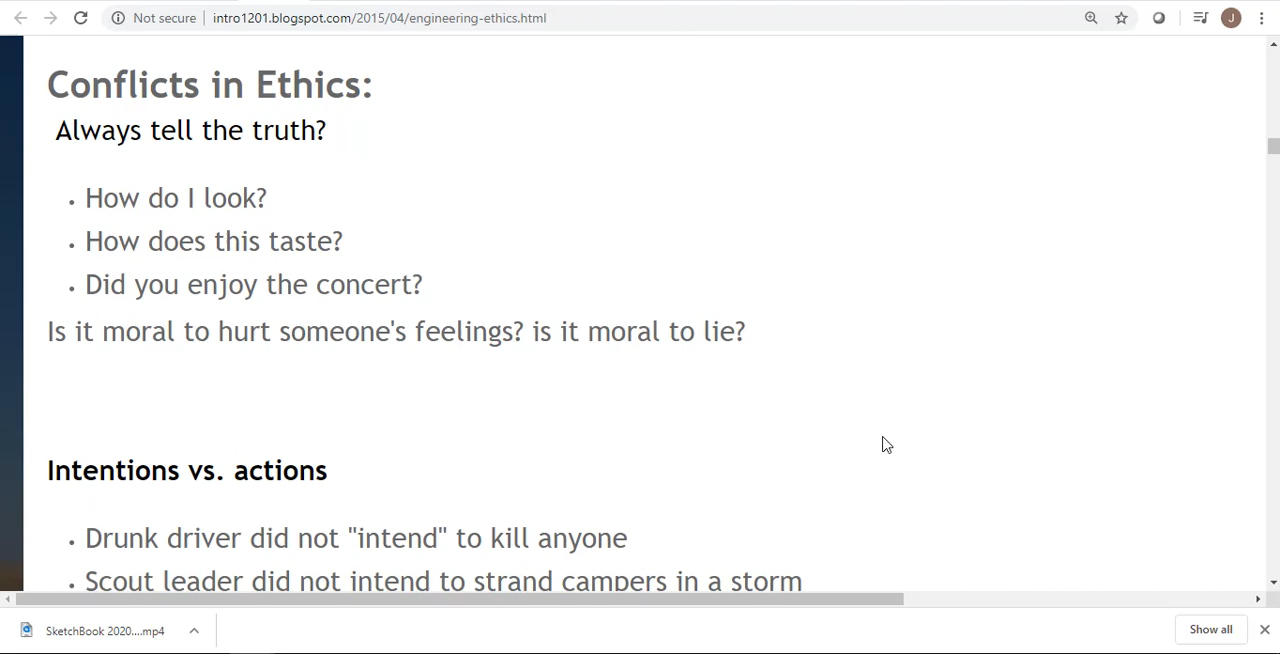 Not secure intro1201.blogspot.com/2015/04/engineering-ethics.html J
Conflicts in Ethics:
Always tell the truth?
• How do I look?
• How does this taste?
• Did you enjoy the concert?
Is it moral to hurt someone's feelings? is it moral to lie?
Intentions vs. actions
• Drunk driver did not "intend" to kill anyone
• Scout leader did not intend to strand campers in a storm
SketchBook 2020....mp4 Show all